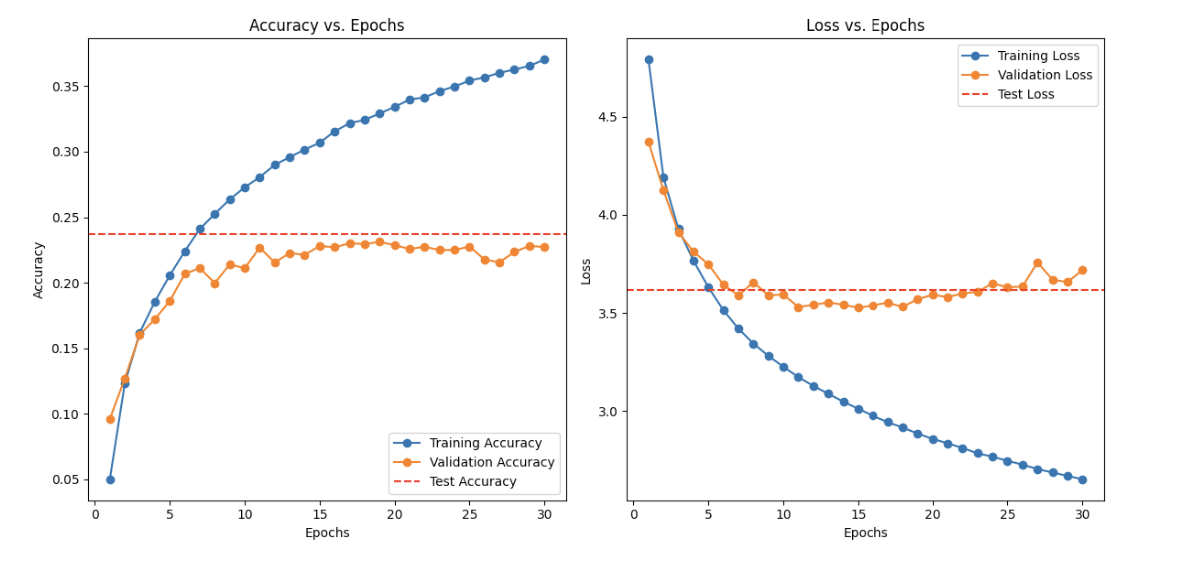 Accuracy vs. Epochs
Accuracy
0.35
0.30
0.25
0.20
0.15
0.10
0.05
0 5 10 15 20 25 30
Epochs
Training Accuracy
Validation Accuracy
Test Accuracy
Loss vs. Epochs
Loss
4.5
4.0
3.5
3.0
0 5 10 15 20 25 30
Epochs
Training Loss
Validation Loss
Test Loss